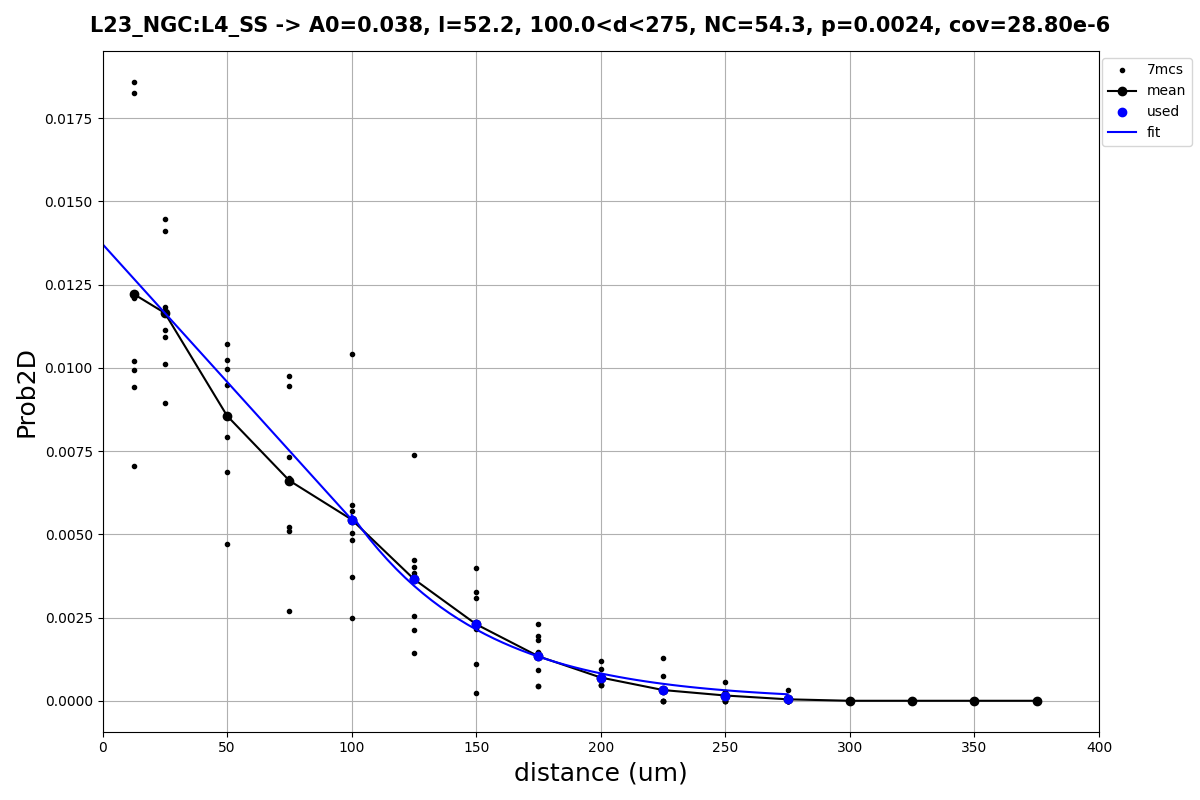 L23_NGC:L4_SS -> A0=0.038, l=52.2, 100.0<d<275, NC=54.3, p=0.0024, cov=28.80e-6
7mcs
mean
used
fit
0.0175
0.0150
0.0125
0.0100
0.0075
0.0050
0.0025
0.0000
Prob2D
0 50 100 150 200 250 300 350 400
distance (um)